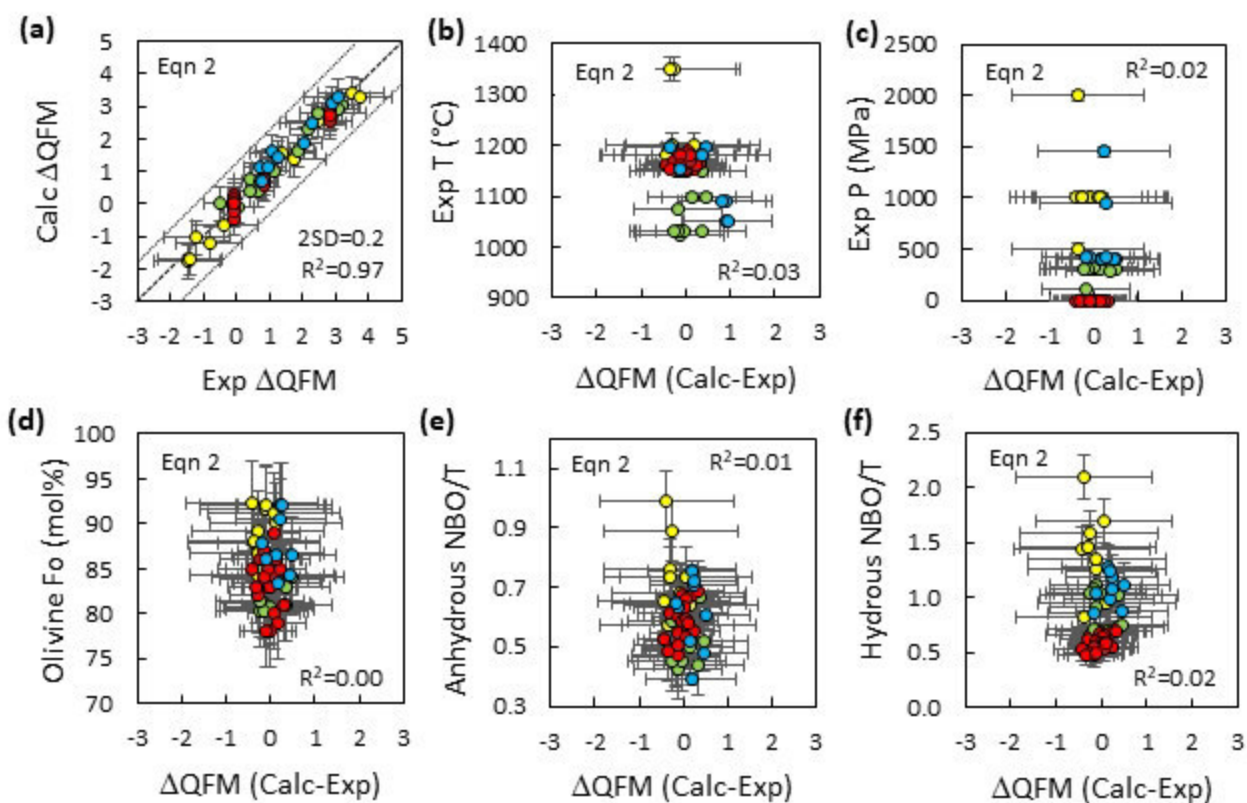 (a)
Eqn 2
2SD=0.2
R²=0.97
5
4
3
2
1
0
-1
-2
-3
-3 -2 -1 0 1 2 3 4 5
Calc ΔQFM
Exp ΔQFM
(b)
Eqn 2
R²=0.03
1400
1300
1200
1100
1000
900
-3 -2 -1 0 1 2 3
Exp T (°C)
ΔQFM (Calc-Exp)
(c)
Eqn 2
R²=0.02
2500
2000
1500
1000
500
0
-3 -2 -1 0 1 2 3
Exp P (MPa)
ΔQFM (Calc-Exp)
(d)
Eqn 2
R²=0.00
100
95
90
85
80
75
70
-3 -2 -1 0 1 2 3
Olivine Fo (mol%)
ΔQFM (Calc-Exp)
(e)
Eqn 2
R²=0.01
1.1
0.9
0.7
0.5
0.3
-3 -2 -1 0 1 2 3
Anhydrous NBO/T
ΔQFM (Calc-Exp)
(f)
Eqn 2
R²=0.02
2.5
2.0
1.5
1.0
0.5
0.0
-3 -2 -1 0 1 2 3
Hydrous NBO/T
ΔQFM (Calc-Exp)